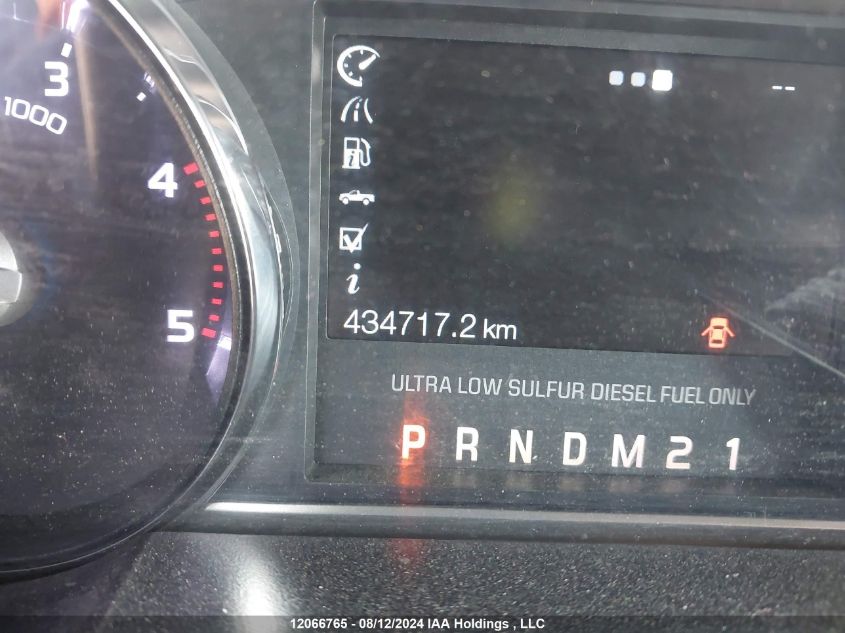 3
1000
4
5
--
i
434717.2 km
ULTRA LOW SULFUR DIESEL FUEL ONLY
P R N D M 2 1
12066765 - 08/12/2024 IAA Holdings , LLC